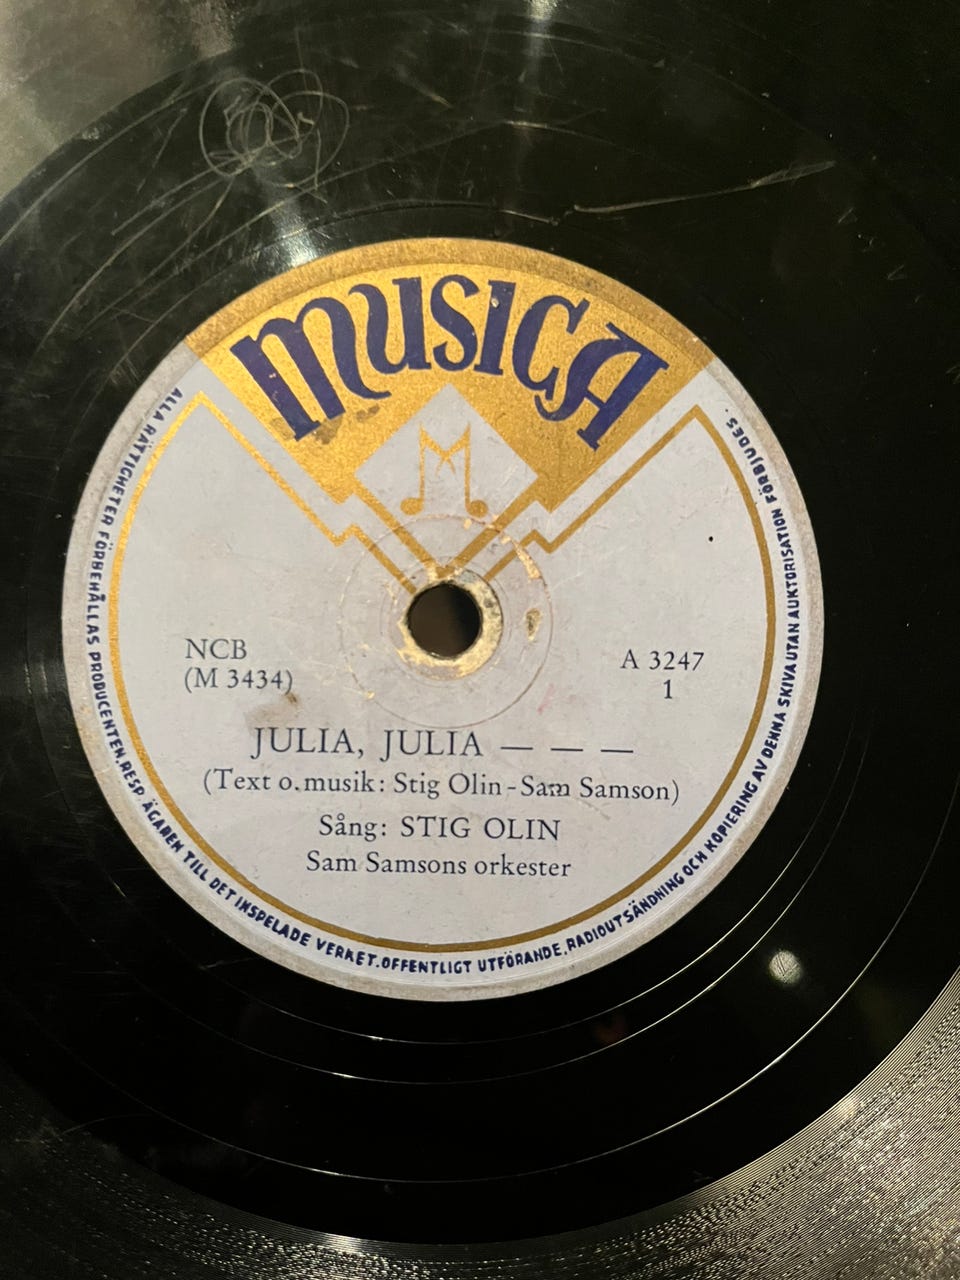 MUSICA
M
NCB
(M 3434)
A 3247
1
JULIA, JULIA — — —
(Text o. musik: Stig Olin - Sam Samson)
Sång: STIG OLIN
Sam Samsons orkester
ALLA RÄTTIGHETER FÖRBEHÅLLAS PRODUCENTEN, RESP. ÄGAREN TILL DET INSPELADE VERKET. OFFENTLIGT UTFÖRANDE, RADIOUTSÄNDNING OCH KOPIERING AV DENNA SKIVA UTAN AUKTORISATION FÖRBJUDES